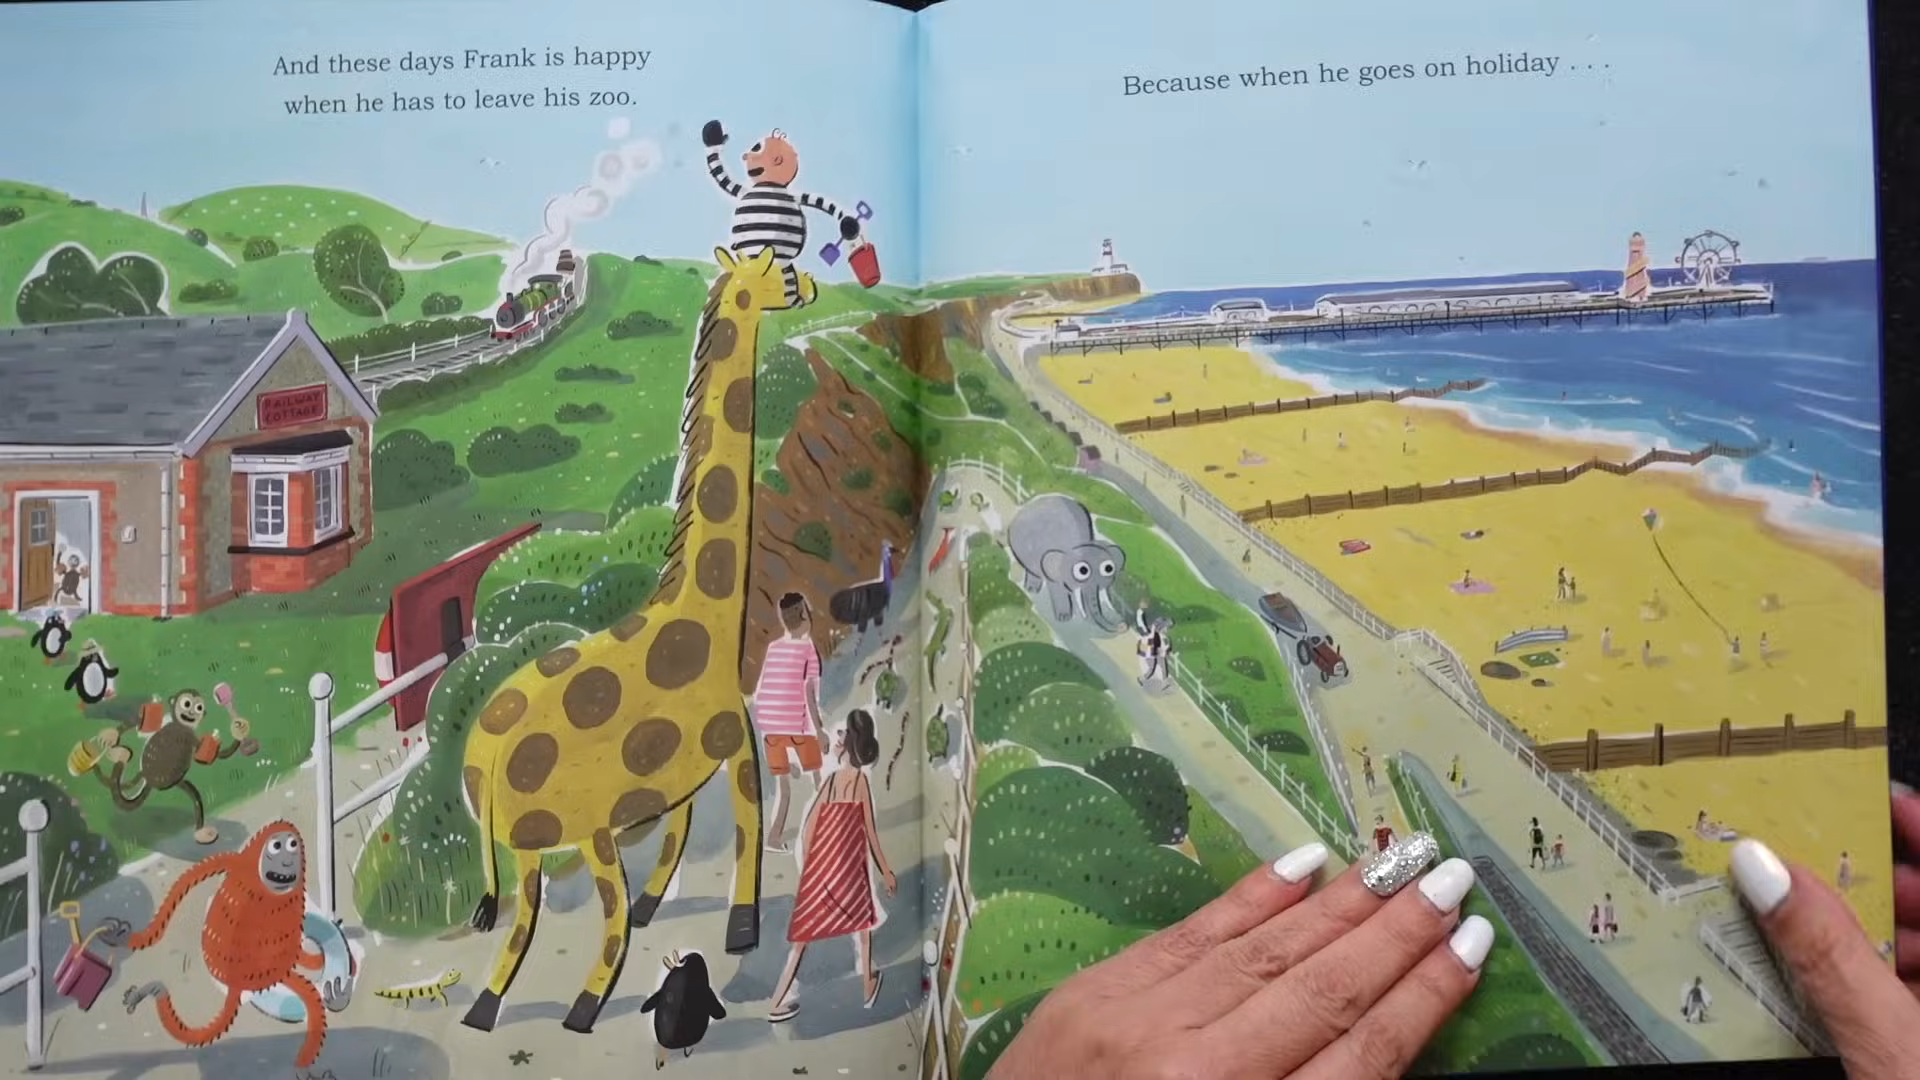 And these days Frank is happy
when he has to leave his zoo.
Because when he goes on holiday . . .
RAILWAY
COTTAGE